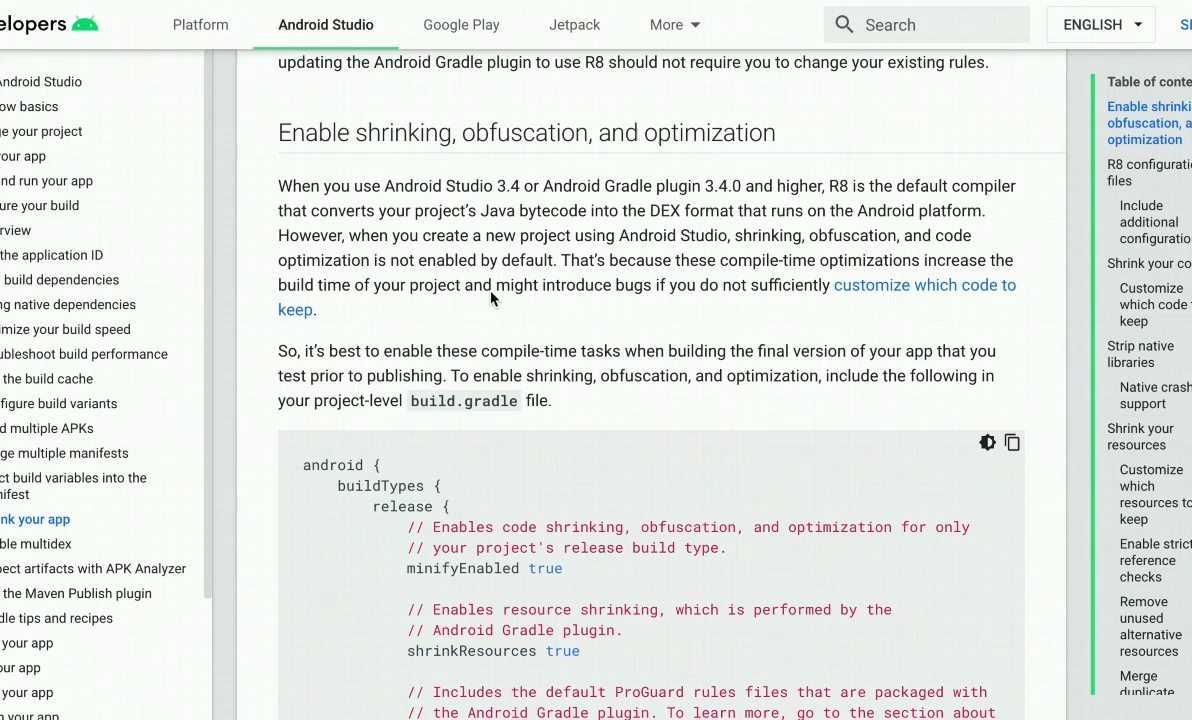 elopers
Platform
Android Studio
Google Play
Jetpack
More
Search
ENGLISH
Android Studio
ow basics
e your project
your app
nd run your app
ure your build
rview
the application ID
build dependencies
ng native dependencies
imize your build speed
ubleshoot build performance
the build cache
figure build variants
d multiple APKs
ge multiple manifests
ct build variables into the
nifest
nk your app
ble multidex
pect artifacts with APK Analyzer
the Maven Publish plugin
dle tips and recipes
your app
our app
your app
updating the Android Gradle plugin to use R8 should not require you to change your existing rules.
Enable shrinking, obfuscation, and optimization
When you use Android Studio 3.4 or Android Gradle plugin 3.4.0 and higher, R8 is the default compiler
that converts your project’s Java bytecode into the DEX format that runs on the Android platform.
However, when you create a new project using Android Studio, shrinking, obfuscation, and code
optimization is not enabled by default. That’s because these compile-time optimizations increase the
build time of your project and might introduce bugs if you do not sufficiently customize which code to
keep.
So, it’s best to enable these compile-time tasks when building the final version of your app that you
test prior to publishing. To enable shrinking, obfuscation, and optimization, include the following in
your project-level build.gradle file.
android {
buildTypes {
release {
// Enables code shrinking, obfuscation, and optimization for only
// your project's release build type.
minifyEnabled true
// Enables resource shrinking, which is performed by the
// Android Gradle plugin.
shrinkResources true
// Includes the default ProGuard rules files that are packaged with
// the Android Gradle plugin. To learn more, go to the section about
Table of conte
Enable shrinki
obfuscation, a
optimization
R8 configurati
files
Include
additional
configuratio
Shrink your co
Customize
which code
keep
Strip native
libraries
Native crash
support
Shrink your
resources
Customize
which
resources to
keep
Enable strict
reference
checks
Remove
unused
alternative
resources
Merge
duplicate